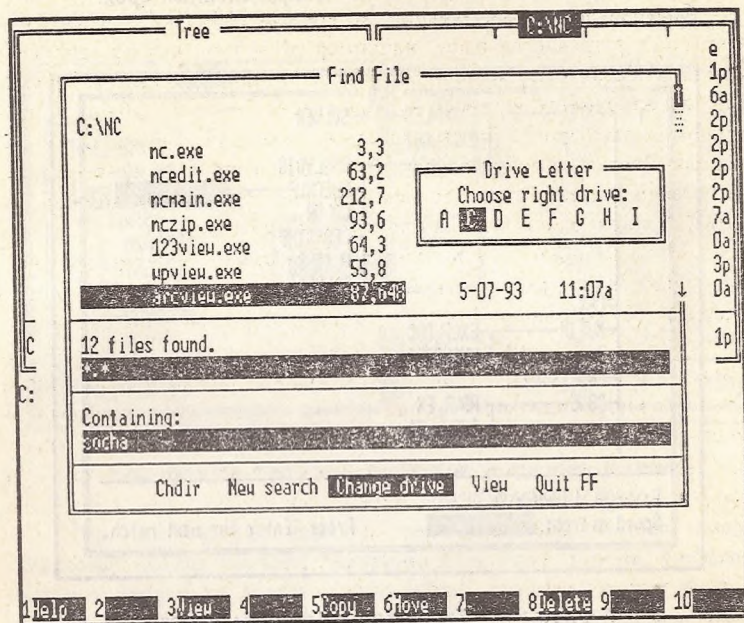 Tree C:\NC
Find File
e
1p
6a
2p
2p
2p
2p
7a
0a
3p
0a
1p
C:\NC
nc.exe 3,3
ncedit.exe 63,2
ncmain.exe 212,7
nczip.exe 93,6
123view.exe 64,3
wpview.exe 55,8
arcview.exe 87,648 5-07-93 11:07a
Drive Letter
Choose right drive:
A C D E F G H I
C
12 files found.
*.*
C:
Containing:
socha
Chdir New search Change drive View Quit FF
1Help 2 3View 4 5Copy 6Move 7 8Delete 9 10